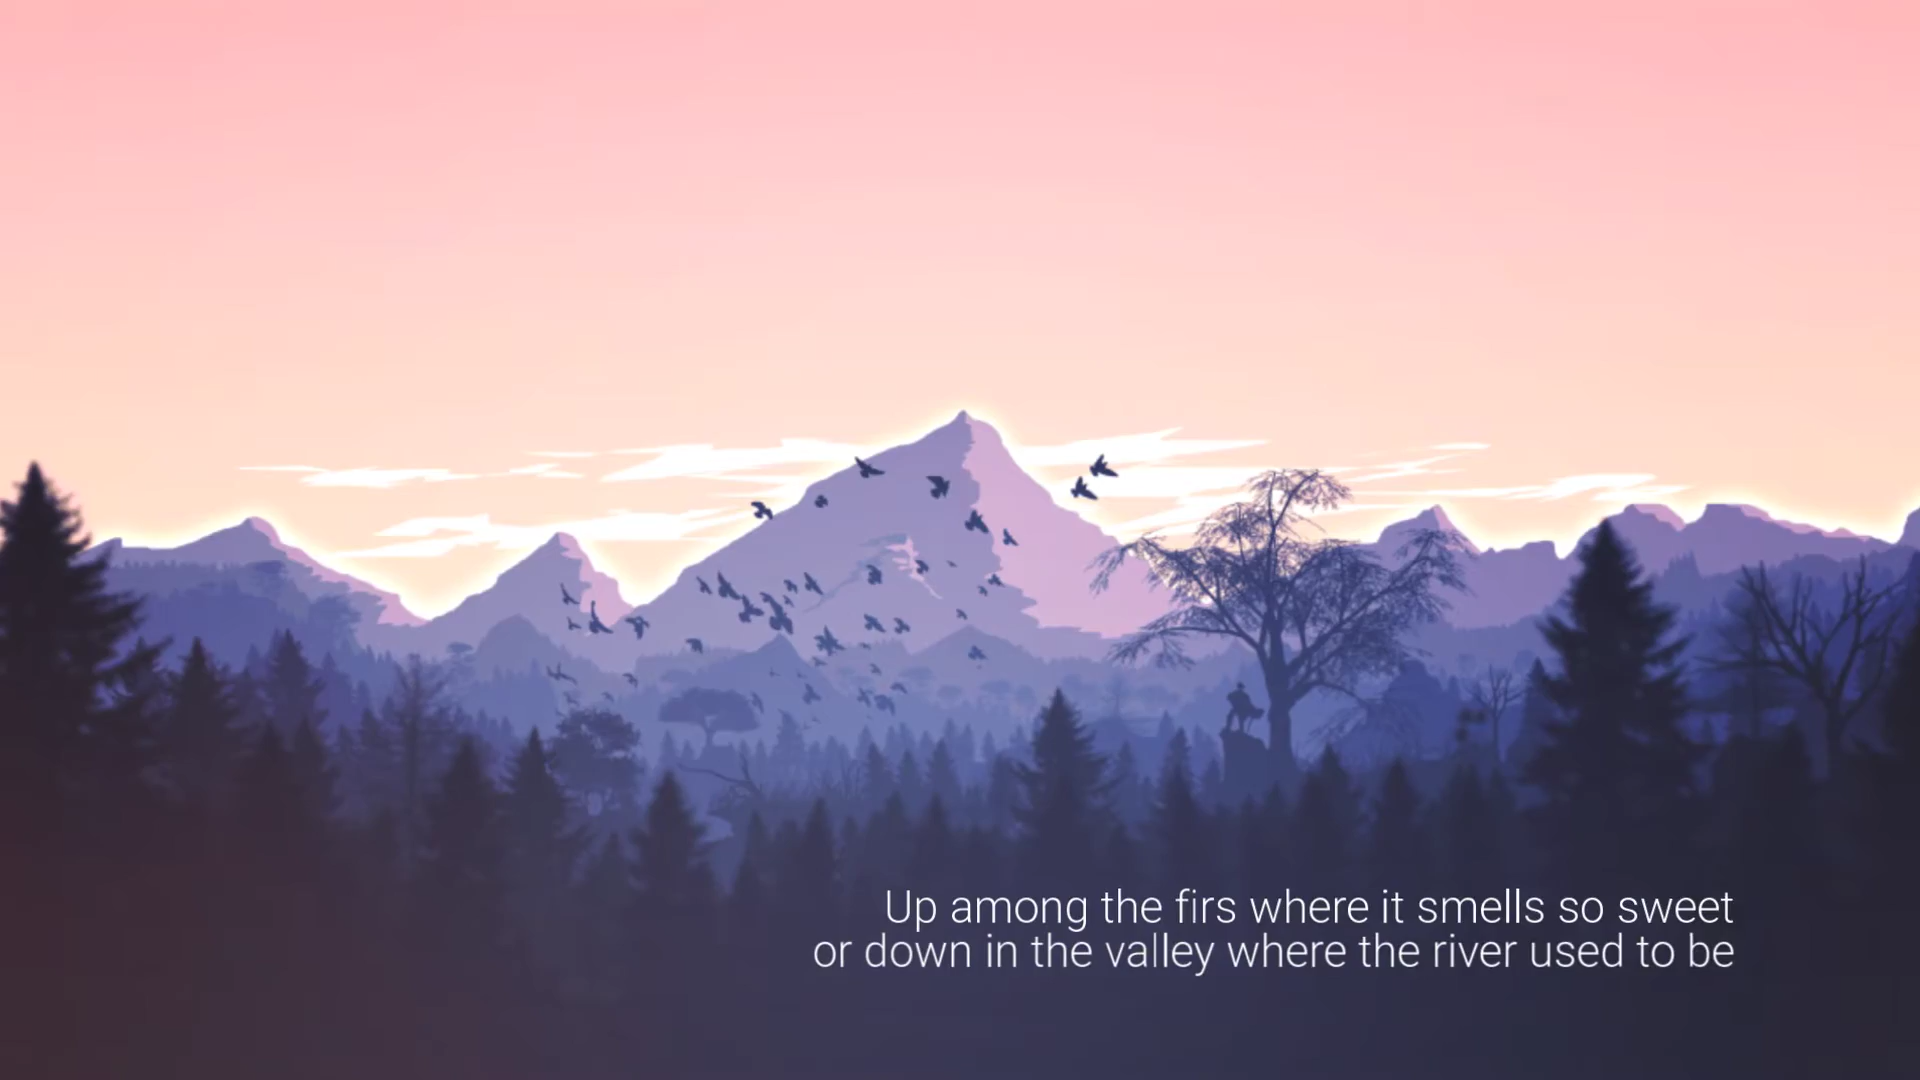 Up among the firs where it smells so sweet
or down in the valley where the river used to be